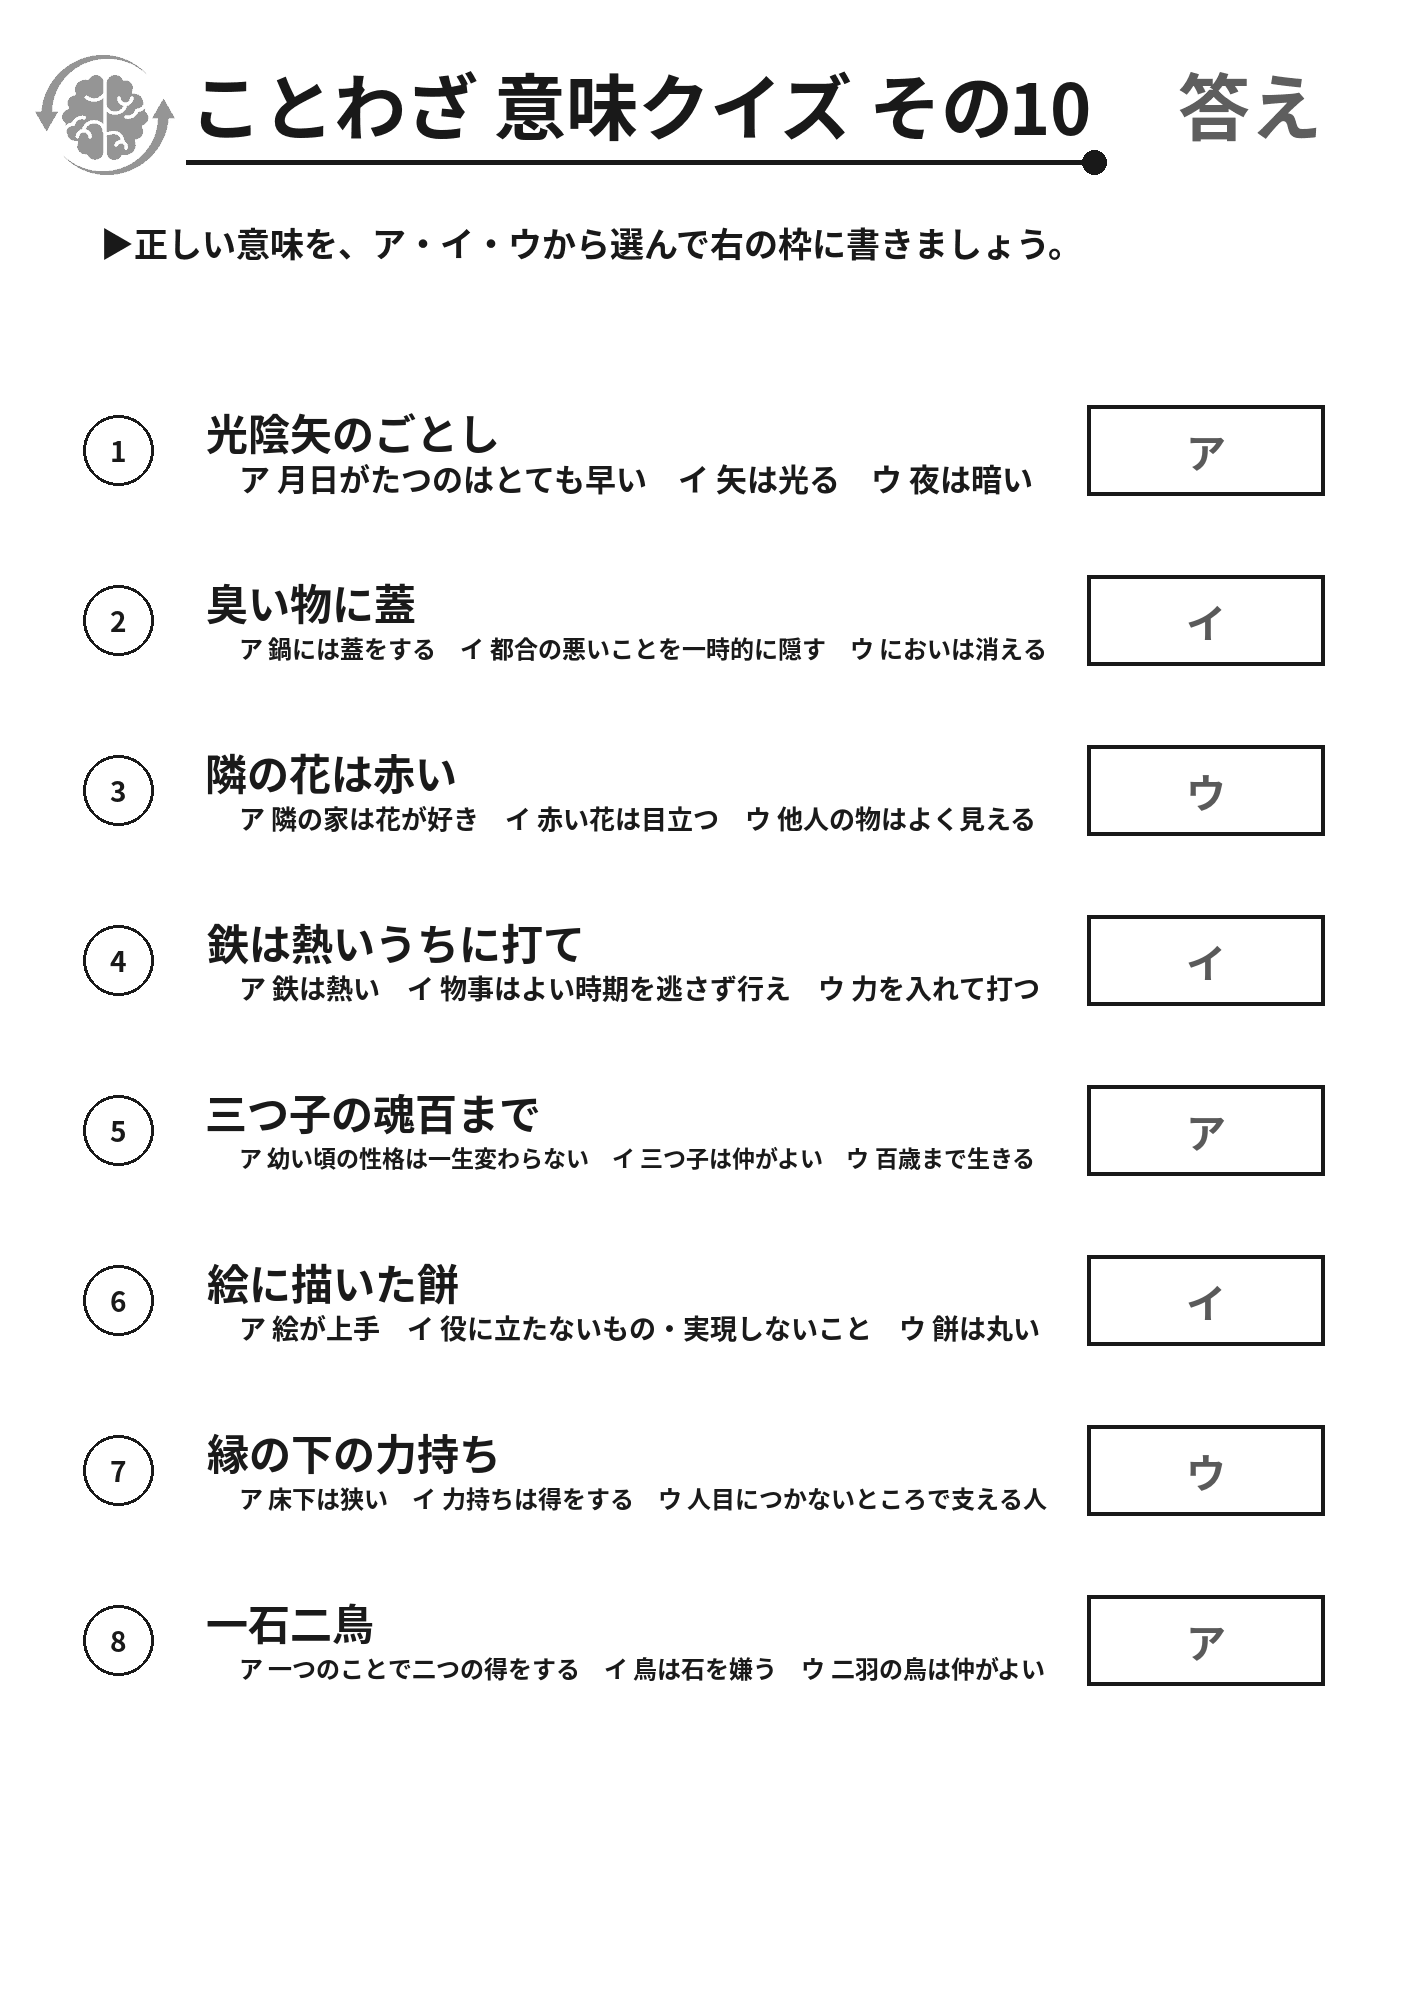 ことわざ 意味クイズ その10 答え
▶正しい意味を、ア・イ・ウから選んで右の枠に書きましょう。
1 光陰矢のごとし
ア 月日がたつのはとても早い イ 矢は光る ウ 夜は暗い
ア
2 臭い物に蓋
ア 鍋には蓋をする イ 都合の悪いことを一時的に隠す ウ においは消える
イ
3 隣の花は赤い
ア 隣の家は花が好き イ 赤い花は目立つ ウ 他人の物はよく見える
ウ
4 鉄は熱いうちに打て
ア 鉄は熱い イ 物事はよい時期を逃さず行え ウ 力を入れて打つ
イ
5 三つ子の魂百まで
ア 幼い頃の性格は一生変わらない イ 三つ子は仲がよい ウ 百歳まで生きる
ア
6 絵に描いた餅
ア 絵が上手 イ 役に立たないもの・実現しないこと ウ 餅は丸い
イ
7 縁の下の力持ち
ア 床下は狭い イ 力持ちは得をする ウ 人目につかないところで支える人
ウ
8 一石二鳥
ア 一つのことで二つの得をする イ 鳥は石を嫌う ウ 二羽の鳥は仲がよい
ア